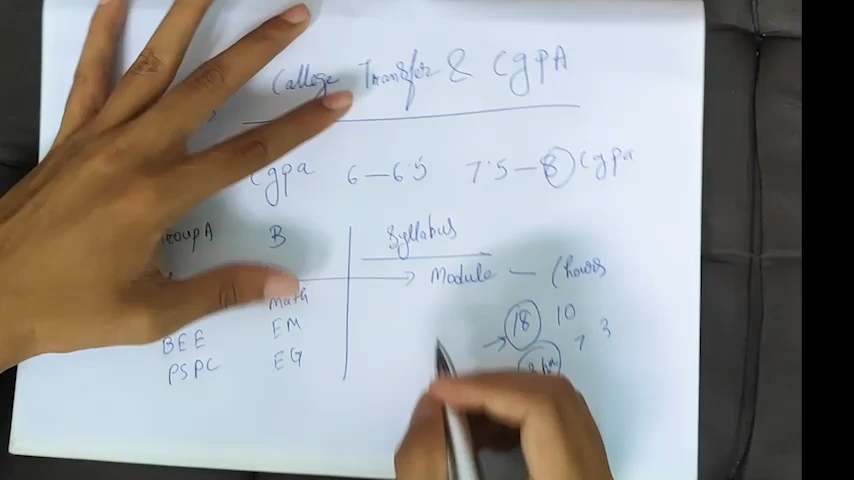 College Transfer & CgPA
Cgpa 6 — 6.5 7.5 — 8 Cgpa
roupA B
Syllabus
Module — (hours
Math
18 10
BEE EM
7 3
PSPC EG